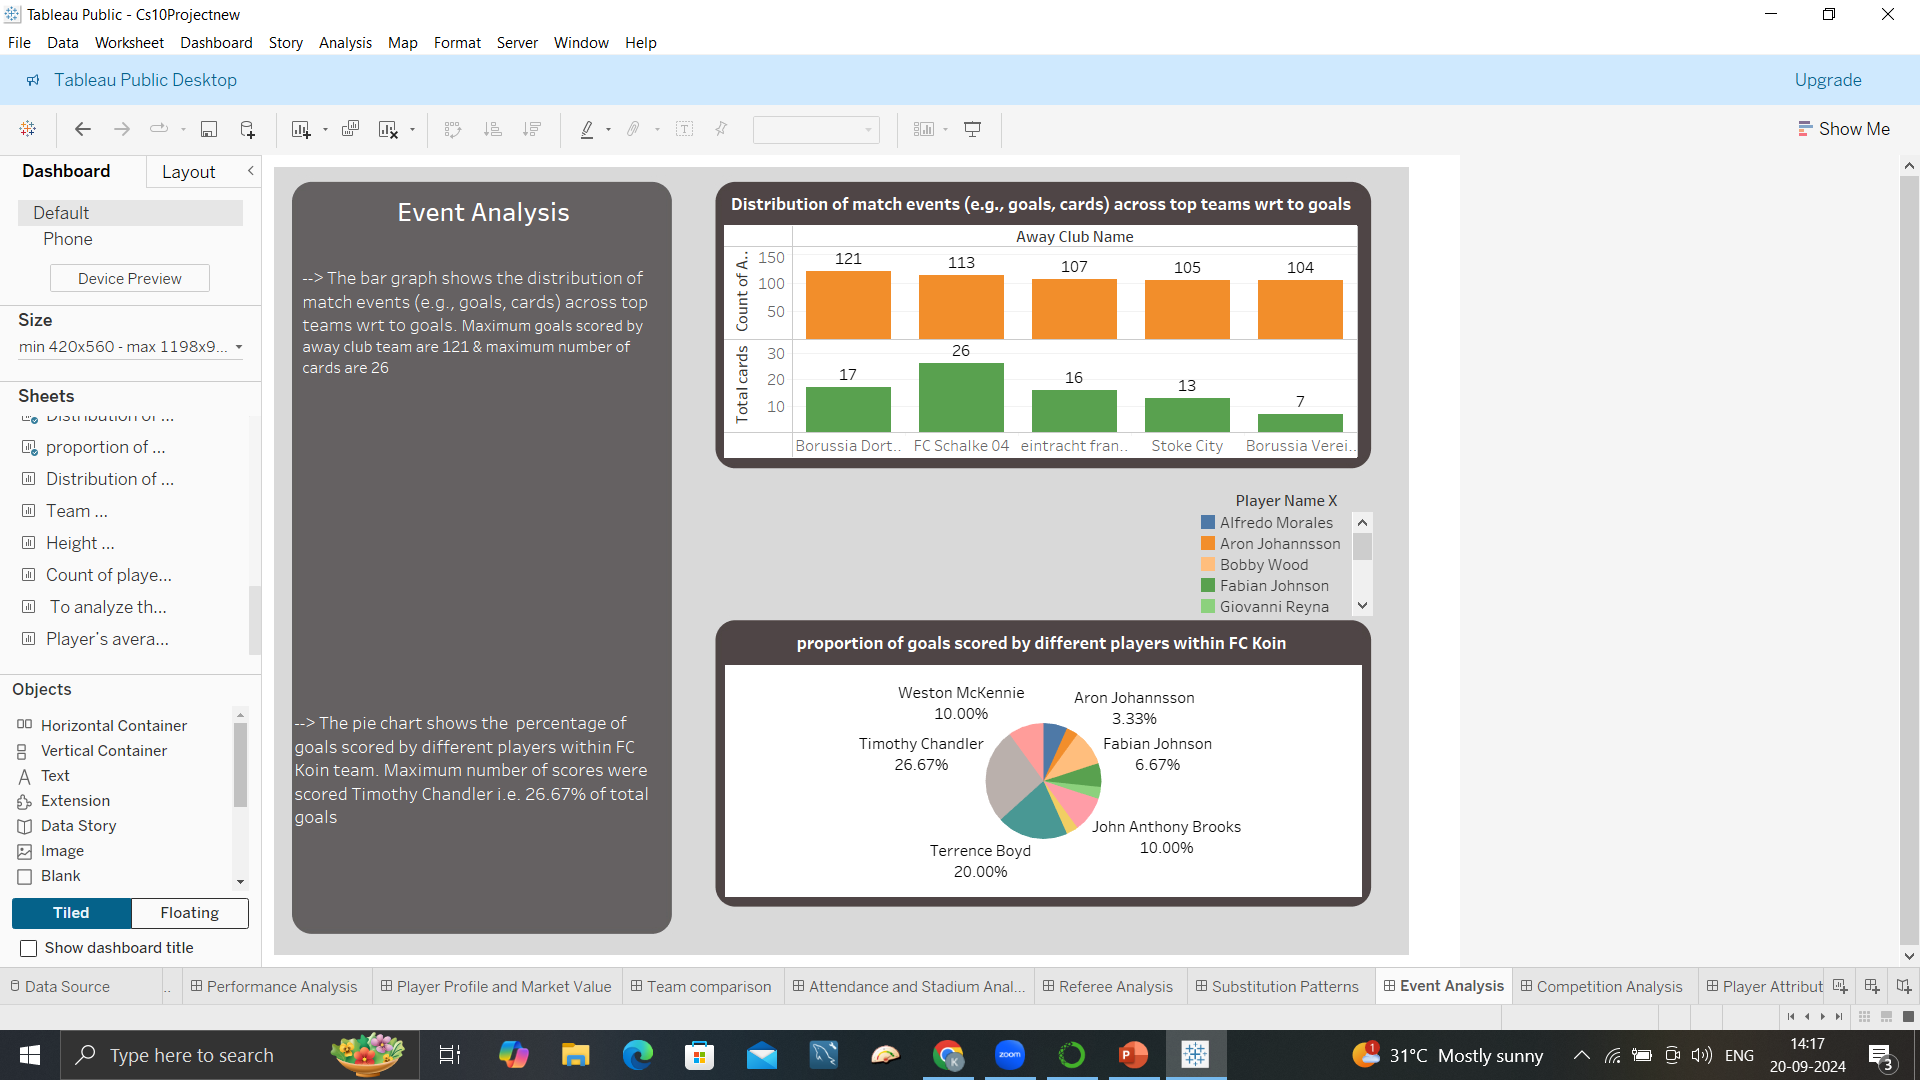 Tableau Public - Cs10Projectnew
File Data Worksheet Dashboard Story Analysis Map Format Server Window Help
Tableau Public Desktop
Upgrade
Show Me
Dashboard
Layout
Default
Phone
Device Preview
Size
min 420x560 - max 1198x9...
Sheets
Distribution of ...
proportion of ...
Distribution of ...
Team ...
Height ...
Count of playe...
To analyze th...
Player's avera...
Objects
Horizontal Container
Vertical Container
Text
Extension
Data Story
Image
Blank
Tiled
Floating
Show dashboard title
Event Analysis
--> The bar graph shows the distribution of
match events (e.g., goals, cards) across top
teams wrt to goals. Maximum goals scored by
away club team are 121 & maximum number of
cards are 26
--> The pie chart shows the  percentage of
goals scored by different players within FC
Koin team. Maximum number of scores were
scored Timothy Chandler i.e. 26.67% of total
goals
Distribution of match events (e.g., goals, cards) across top teams wrt to goals
Away Club Name
Count of A..
150
100
50
121 113 107 105 104
Total cards
30
20
10
17 26 16 13 7
Borussia Dort.. FC Schalke 04 eintracht fran.. Stoke City Borussia Verei..
Player Name X
Alfredo Morales
Aron Johannsson
Bobby Wood
Fabian Johnson
Giovanni Reyna
proportion of goals scored by different players within FC Koin
Weston McKennie
10.00%
Aron Johannsson
3.33%
Timothy Chandler
26.67%
Fabian Johnson
6.67%
John Anthony Brooks
10.00%
Terrence Boyd
20.00%
Data Source .. Performance Analysis Player Profile and Market Value Team comparison Attendance and Stadium Anal... Referee Analysis Substitution Patterns Event Analysis Competition Analysis Player Attribut
Type here to search
zoom
31°C Mostly sunny
1
ENG
14:17
20-09-2024
3